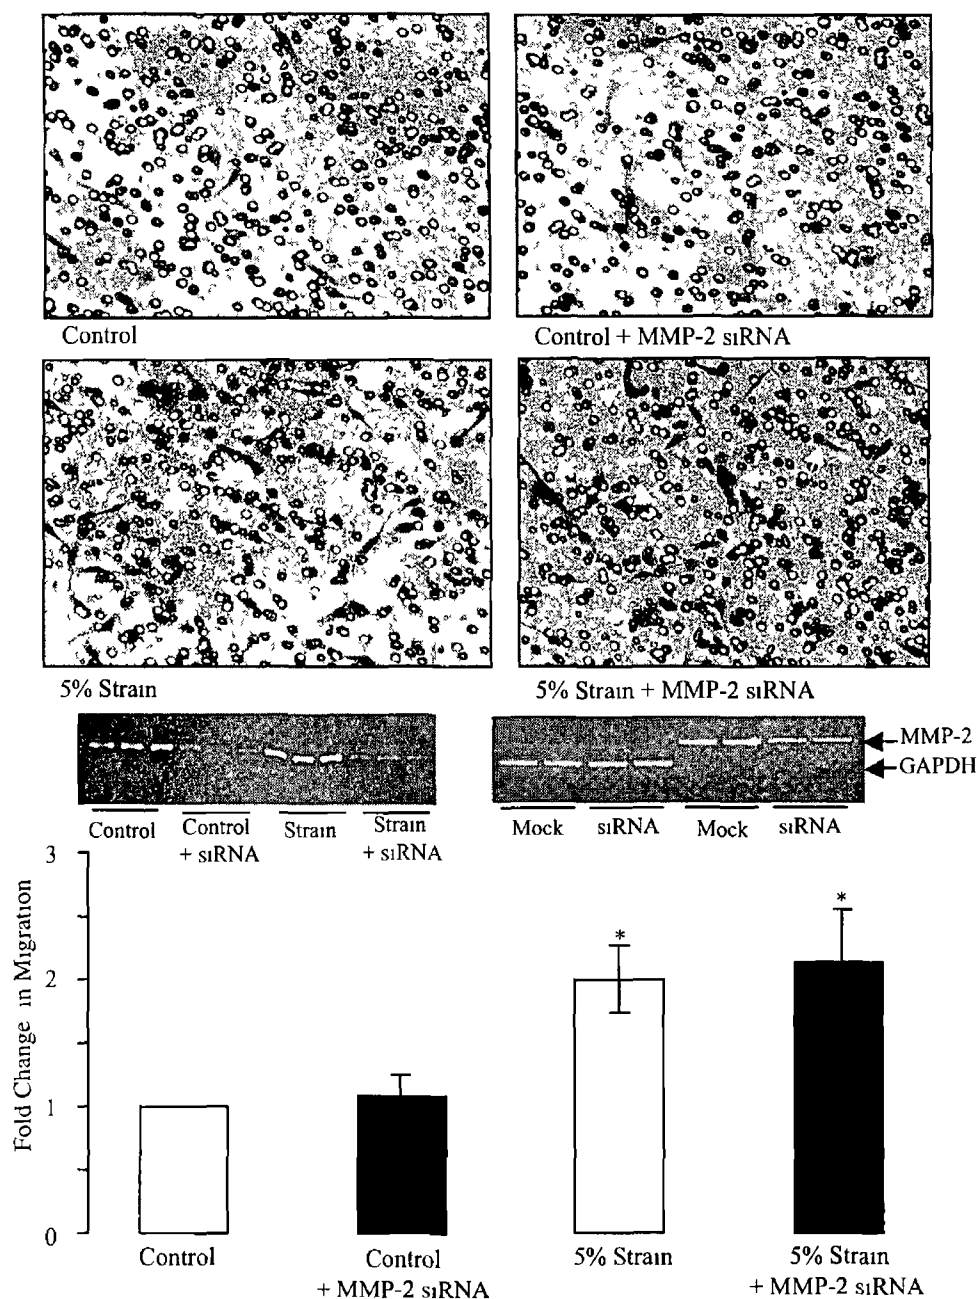 Control
Control + MMP-2 siRNA
5% Strain
5% Strain + MMP-2 siRNA
MMP-2
GAPDH
Control
Control
+ siRNA
Strain
Strain
+ siRNA
Mock
siRNA
Mock
siRNA
3
2
1
0
Fold Change in Migration
*
*
Control
Control
+ MMP-2 siRNA
5% Strain
5% Strain
+ MMP-2 siRNA